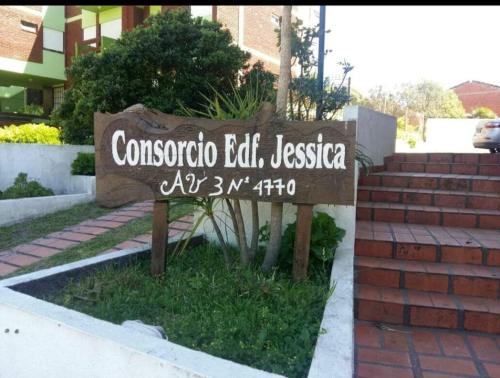 Consorcio Edf. Jessica
Av 3 N° 4770